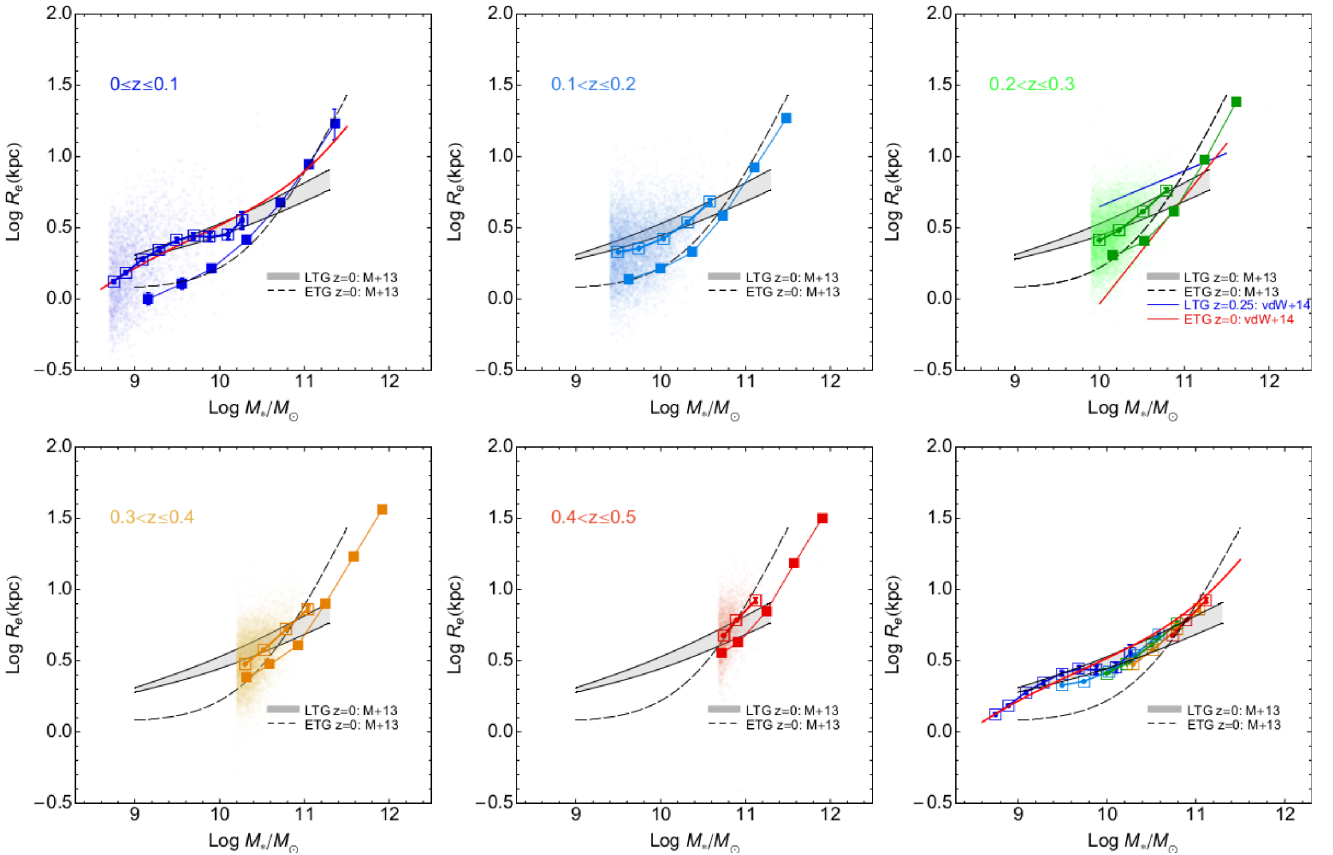 2.0
1.5
1.0
0.5
0.0
−0.5
Log Re(kpc)
0≤z≤0.1
LTG z=0: M+13
ETG z=0: M+13
9
10
11
12
Log M*/M⊙
2.0
1.5
1.0
0.5
0.0
−0.5
Log Re(kpc)
0.1<z≤0.2
LTG z=0: M+13
ETG z=0: M+13
9
10
11
12
Log M*/M⊙
2.0
1.5
1.0
0.5
0.0
−0.5
Log Re(kpc)
0.2<z≤0.3
LTG z=0: M+13
ETG z=0: M+13
LTG z=0.25: vdW+14
ETG z=0: vdW+14
9
10
11
12
Log M*/M⊙
2.0
1.5
1.0
0.5
0.0
−0.5
Log Re(kpc)
0.3<z≤0.4
LTG z=0: M+13
ETG z=0: M+13
9
10
11
12
Log M*/M⊙
2.0
1.5
1.0
0.5
0.0
−0.5
Log Re(kpc)
0.4<z≤0.5
LTG z=0: M+13
ETG z=0: M+13
9
10
11
12
Log M*/M⊙
2.0
1.5
1.0
0.5
0.0
−0.5
Log Re(kpc)
LTG z=0: M+13
ETG z=0: M+13
9
10
11
12
Log M*/M⊙